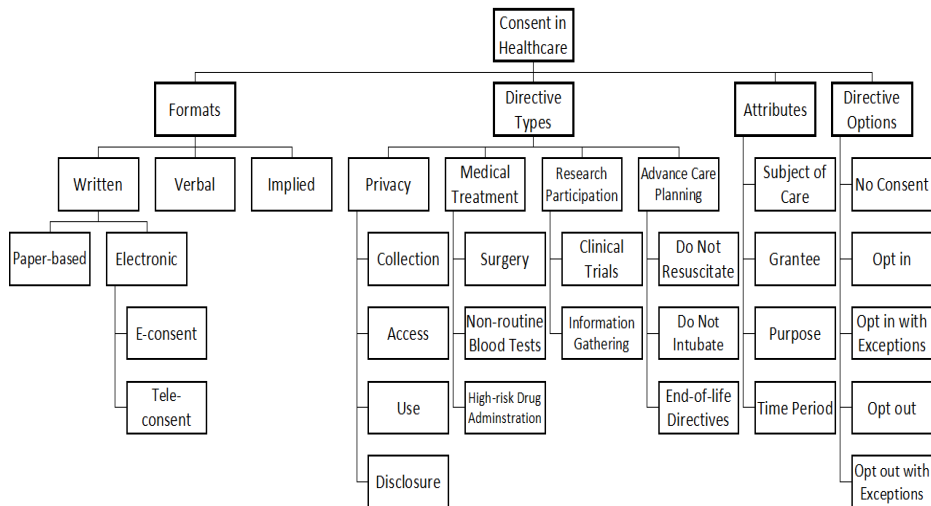 Consent in
Healthcare
Formats
Directive
Types
Attributes
Directive
Options
Written
Verbal
Implied
Privacy
Medical
Treatment
Research
Participation
Advance Care
Planning
Subject of
Care
No Consent
Paper-based
Electronic
Collection
Surgery
Clinical
Trials
Do Not
Resuscitate
Grantee
Opt in
E-consent
Access
Non-routine
Blood Tests
Information
Gathering
Do Not
Intubate
Purpose
Opt in with
Exceptions
Tele-
consent
Use
High-risk Drug
Adminstration
End-of-life
Directives
Time Period
Opt out
Disclosure
Opt out with
Exceptions